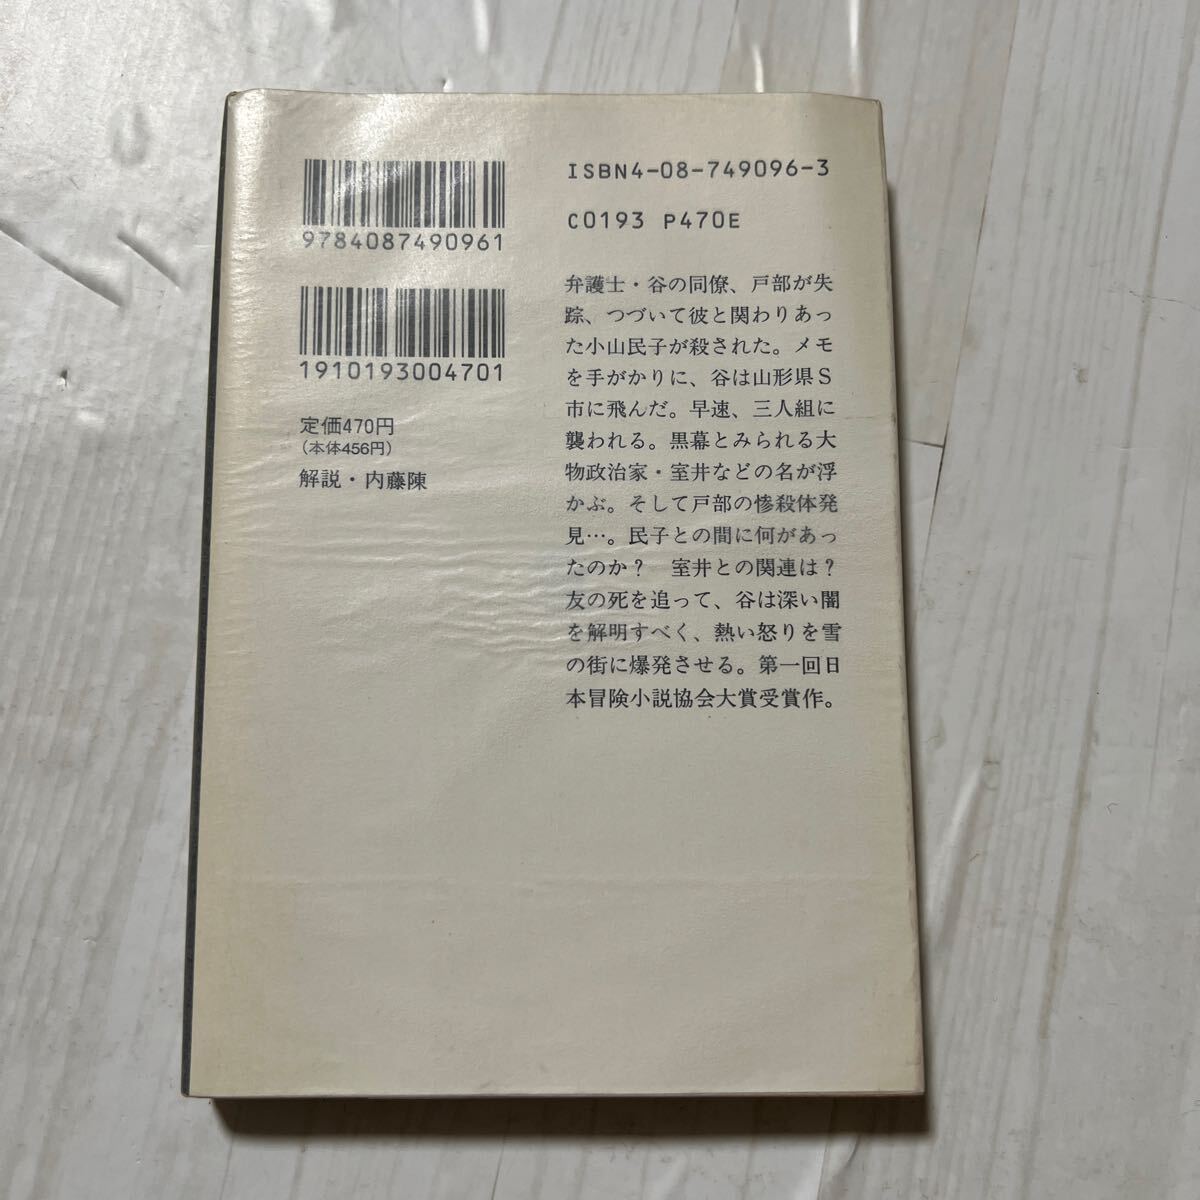 9784087490961
1910193004701
定価470円
(本体456円)
解説・内藤陳
ISBN4-08-749096-3
C0193 P470E
弁護士・谷の同僚、戸部が失
踪、つづいて彼と関わりあっ
た小山民子が殺された。メモ
を手がかりに、谷は山形県S
市に飛んだ。早速、三人組に
襲われる。黒幕とみられる大
物政治家・室井などの名が浮
かぶ。そして戸部の惨殺体発
見…。民子との間に何があっ
たのか？　室井との関連は？
友の死を追って、谷は深い闇
を解明すべく、熱い怒りを雪
の街に爆発させる。第一回日
本冒険小説協会大賞受賞作。